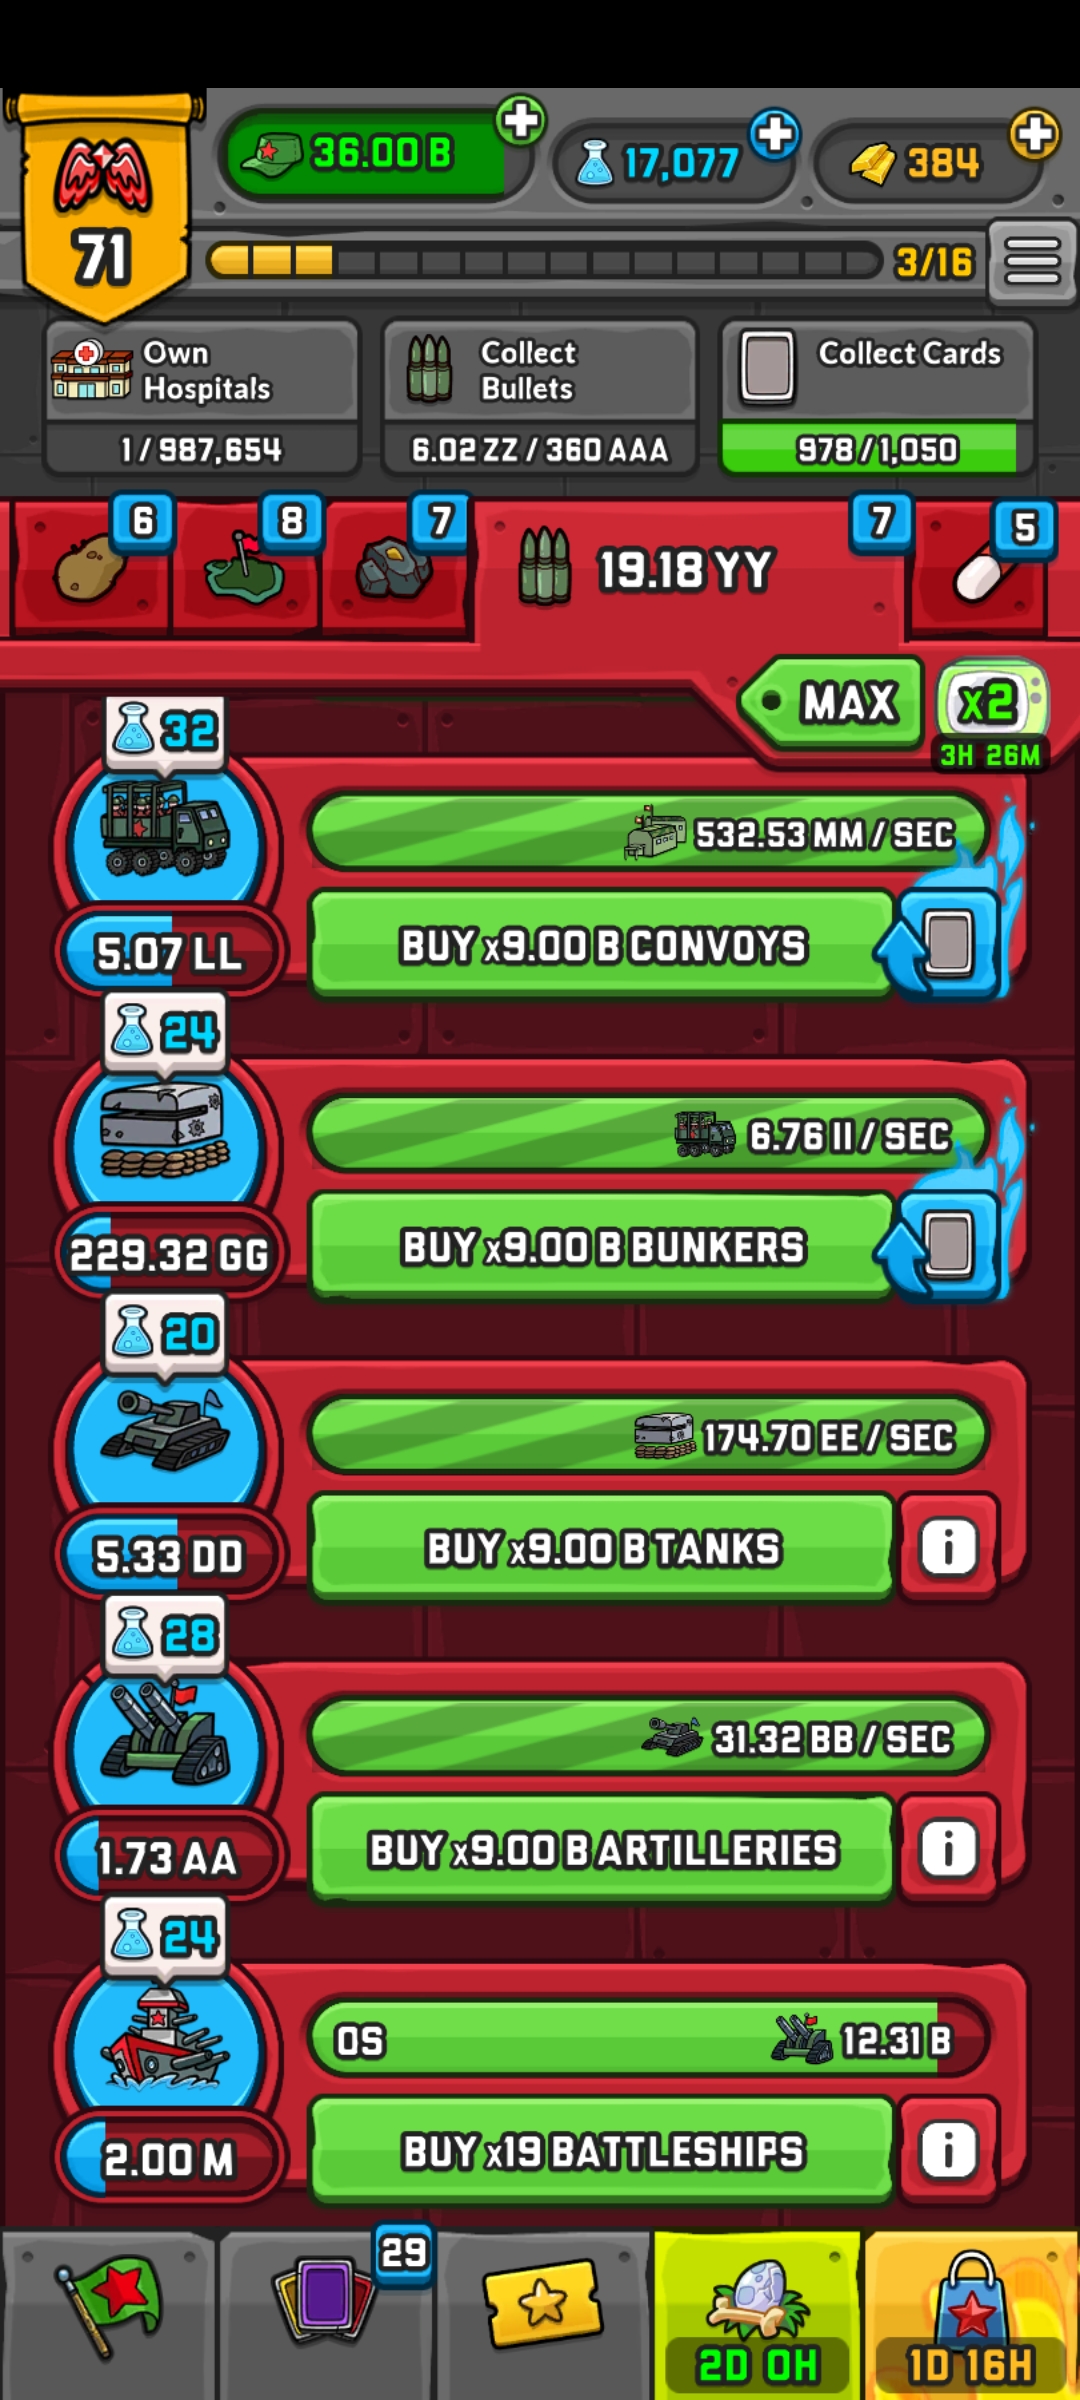 36.00 B
17,077
384
71
3/16
Own
Hospitals
1 / 987,654
Collect
Bullets
6.02 ZZ / 360 AAA
Collect Cards
978 / 1,050
6
8
7
19.18 YY
7
5
MAX
x2
3H 26M
32
532.53 MM / SEC
BUY x9.00 B CONVOYS
5.07 LL
24
6.76 II / SEC
BUY x9.00 B BUNKERS
229.32 GG
20
174.70 EE / SEC
BUY x9.00 B TANKS
i
5.33 DD
28
31.32 BB / SEC
BUY x9.00 B ARTILLERIES
i
1.73 AA
24
0S
12.31 B
BUY x19 BATTLESHIPS
i
2.00 M
29
2D 0H
1D 16H